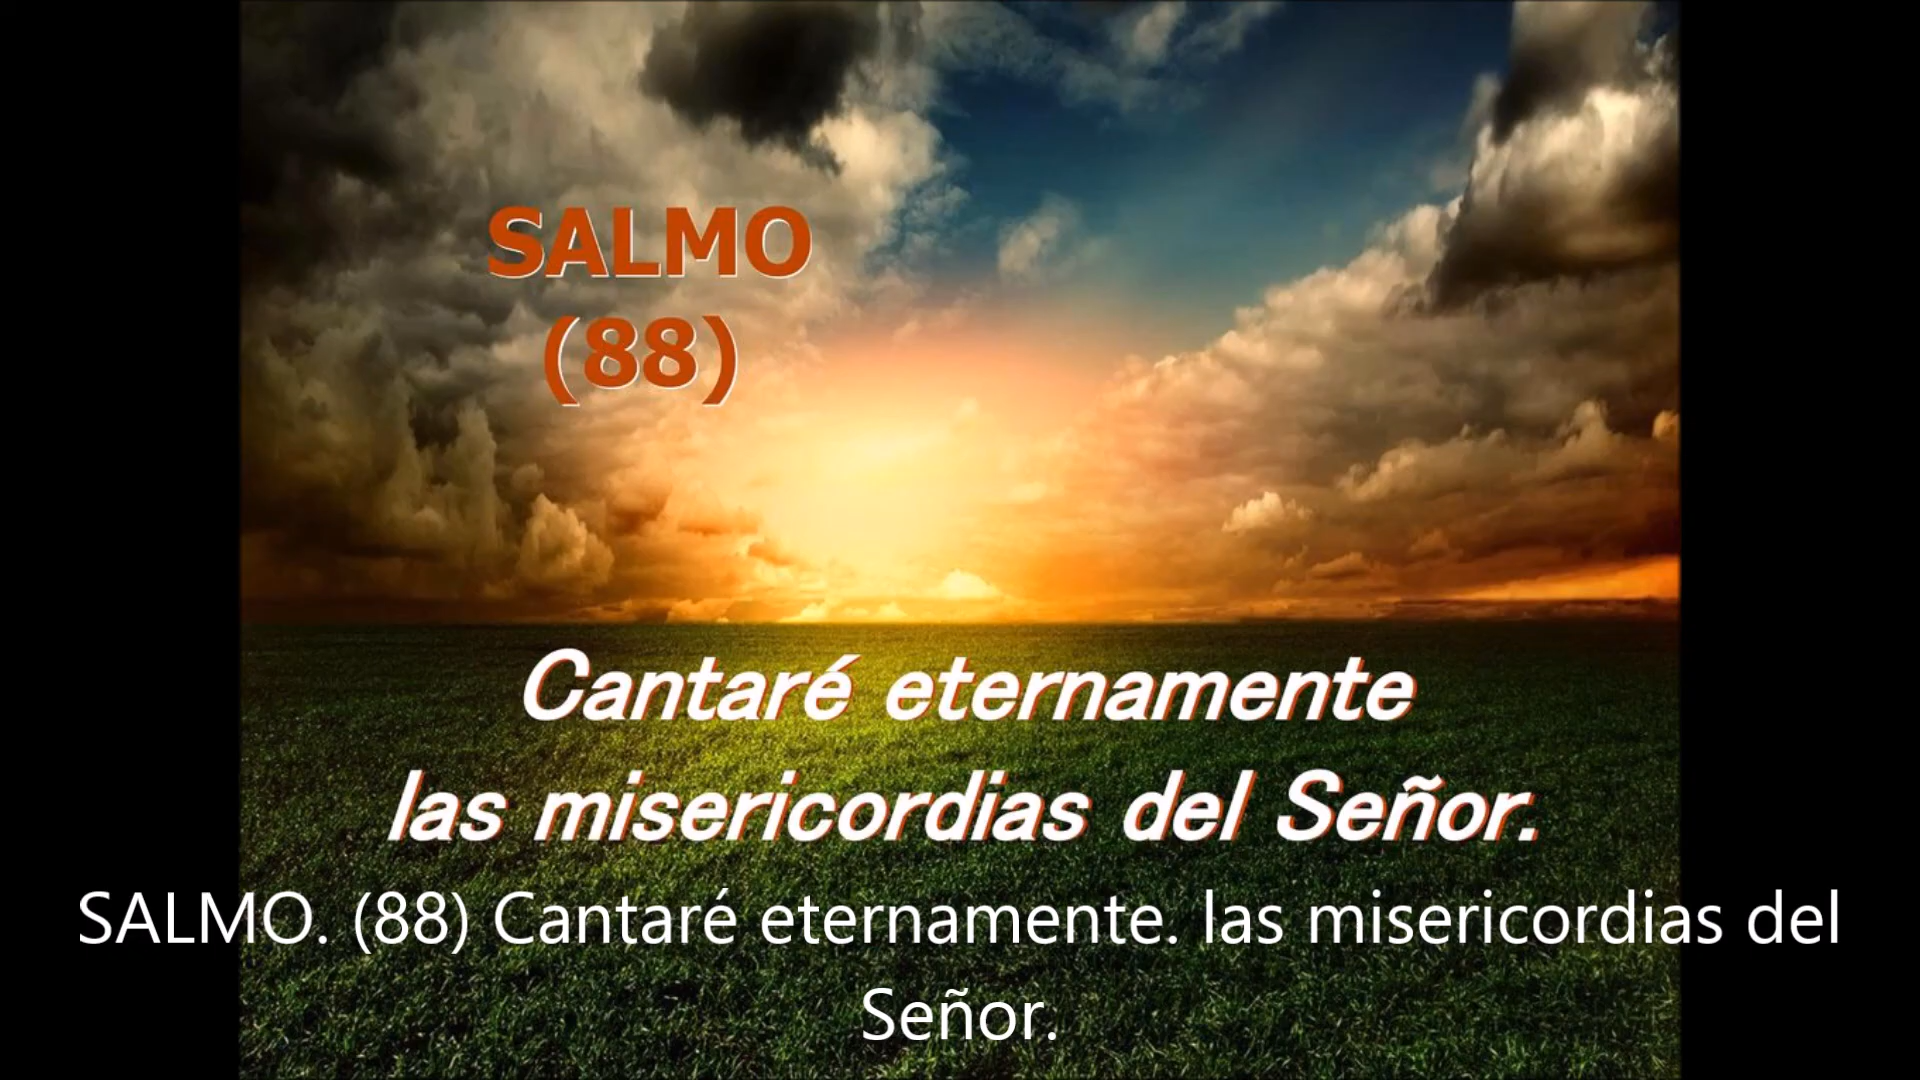 SALMO
(88)
Cantaré eternamente
las misericordias del Señor.
SALMO. (88) Cantaré eternamente. las misericordias del
Señor.